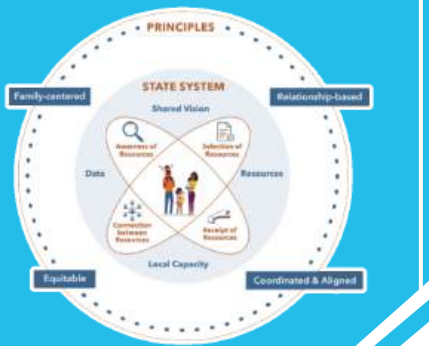 PRINCIPLES
STATE SYSTEM
Shared Vision
Family-centered
Relationship-based
Awareness of
Resources
Selection of
Resources
Data
Resources
Connection
between
Resources
Receipt of
Resources
Local Capacity
Equitable
Coordinated & Aligned